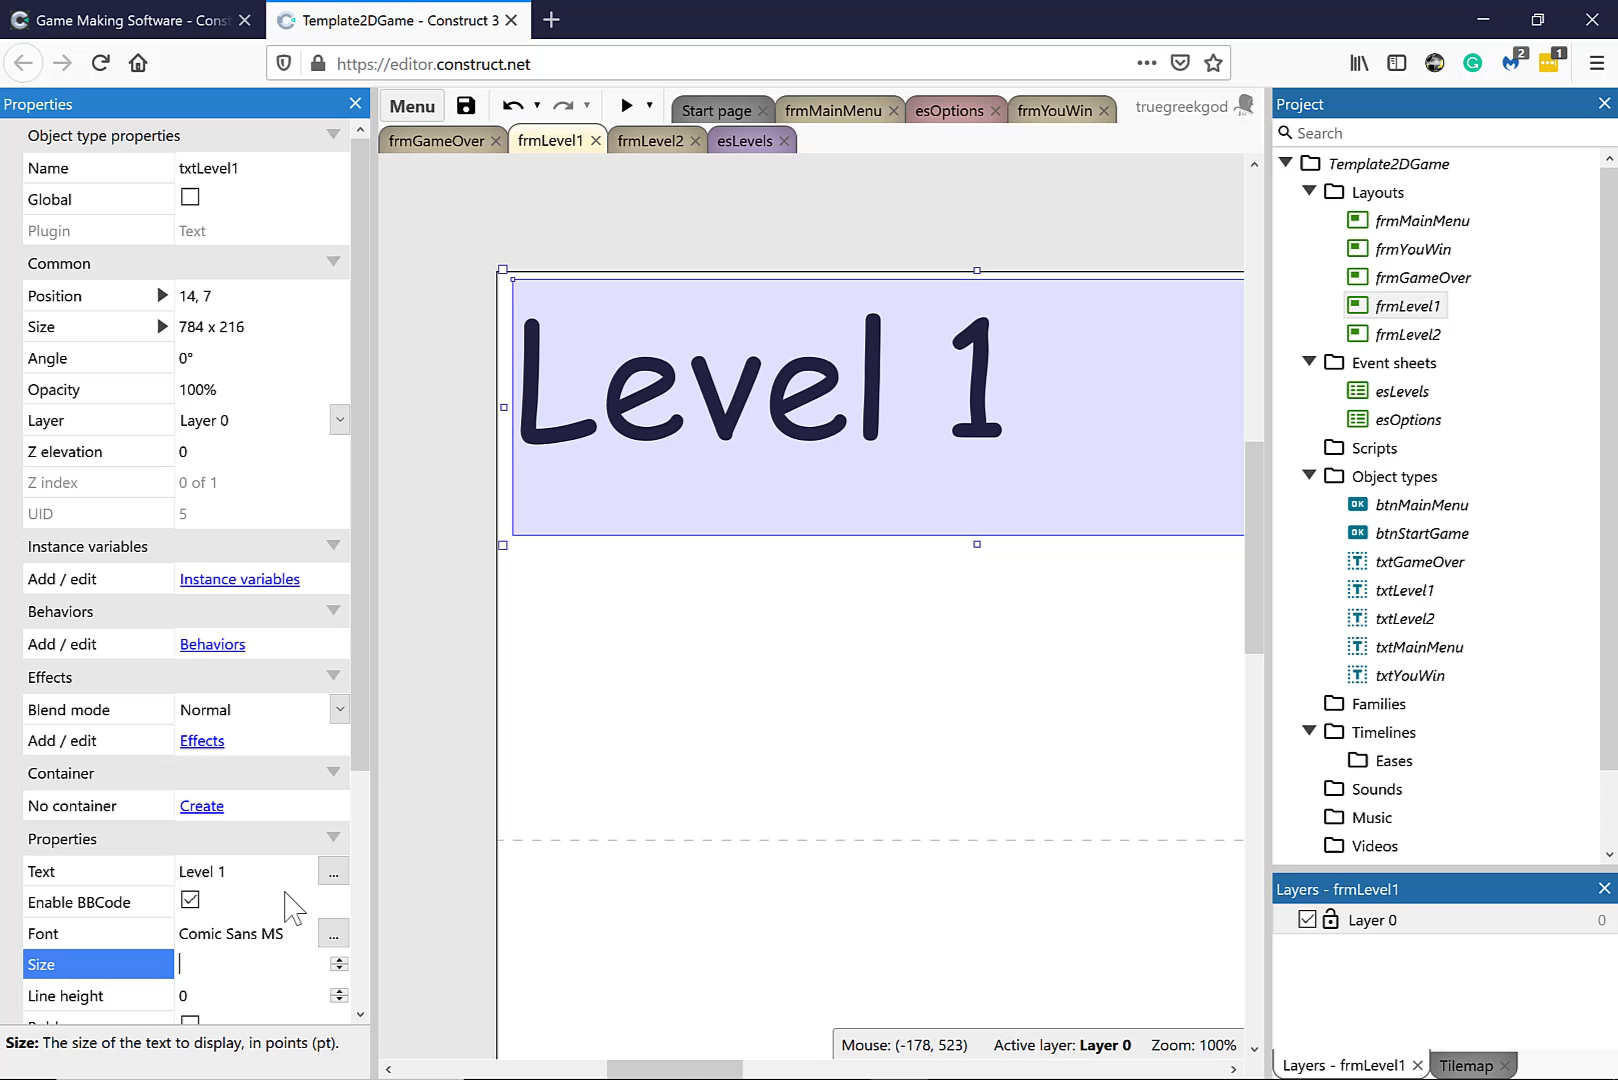 Game Making Software - Cons
Template2DGame - Construct 3
https://editor.construct.net
2
1
Properties
Menu
Start page
frmMainMenu
esOptions
frmYouWin
truegreekgod
frmGameOver
frmLevel1
frmLevel2
esLevels
Object type properties
Name txtLevel1
Global
Plugin Text
Common
Position 14, 7
Size 784 x 216
Angle 0°
Opacity 100%
Layer Layer 0
Z elevation 0
Z index 0 of 1
UID 5
Instance variables
Add / edit Instance variables
Behaviors
Add / edit Behaviors
Effects
Blend mode Normal
Add / edit Effects
Container
No container Create
Properties
Text Level 1 ...
Enable BBCode
Font Comic Sans MS ...
Size
Line height 0
Size: The size of the text to display, in points (pt).
Level 1
Mouse: (-178, 523) Active layer: Layer 0 Zoom: 100%
Project
Search
Template2DGame
Layouts
frmMainMenu
frmYouWin
frmGameOver
frmLevel1
frmLevel2
Event sheets
esLevels
esOptions
Scripts
Object types
OK btnMainMenu
OK btnStartGame
T txtGameOver
T txtLevel1
T txtLevel2
T txtMainMenu
T txtYouWin
Families
Timelines
Eases
Sounds
Music
Videos
Layers - frmLevel1
Layer 0 0
Layers - frmLevel1
Tilemap